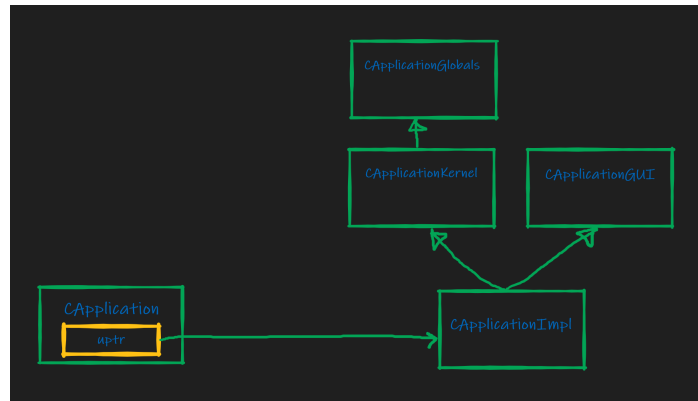 CApplicationGlobals
CApplicationKernel
CApplicationGUI
CApplication
uptr
CApplicationImpl